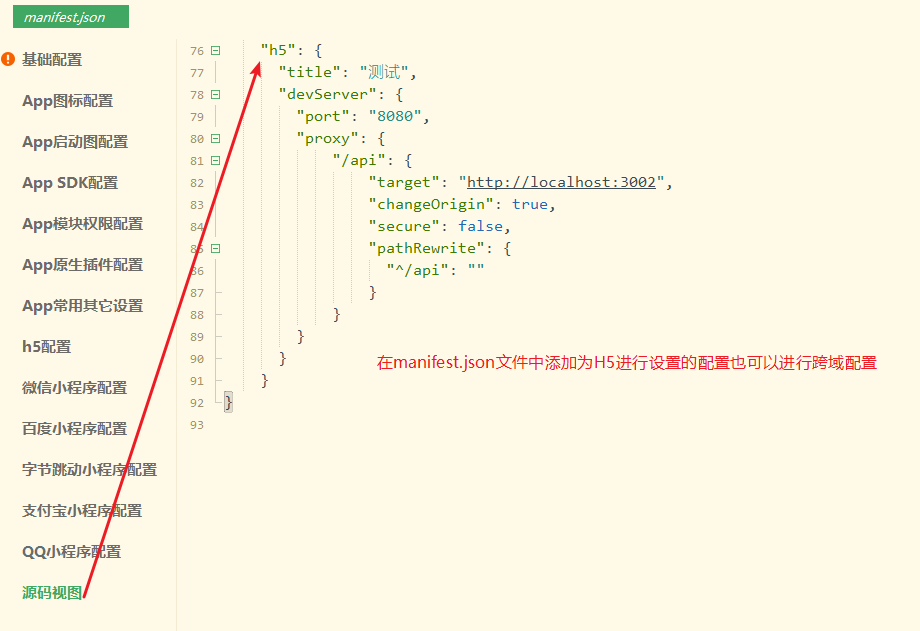 manifest.json
基础配置
App图标配置
App启动图配置
App SDK配置
App模块权限配置
App原生插件配置
App常用其它设置
h5配置
微信小程序配置
百度小程序配置
字节跳动小程序配置
支付宝小程序配置
QQ小程序配置
源码视图
76 "h5": {
77 "title": "测试",
78 "devServer": {
79 "port": "8080",
80 "proxy": {
81 "/api": {
82 "target": "http://localhost:3002",
83 "changeOrigin": true,
84 "secure": false,
85 "pathRewrite": {
86 "^/api": ""
87 }
88 }
89 }
90 }
在manifest.json文件中添加为H5进行设置的配置也可以进行跨域配置
91 }
92 }
93